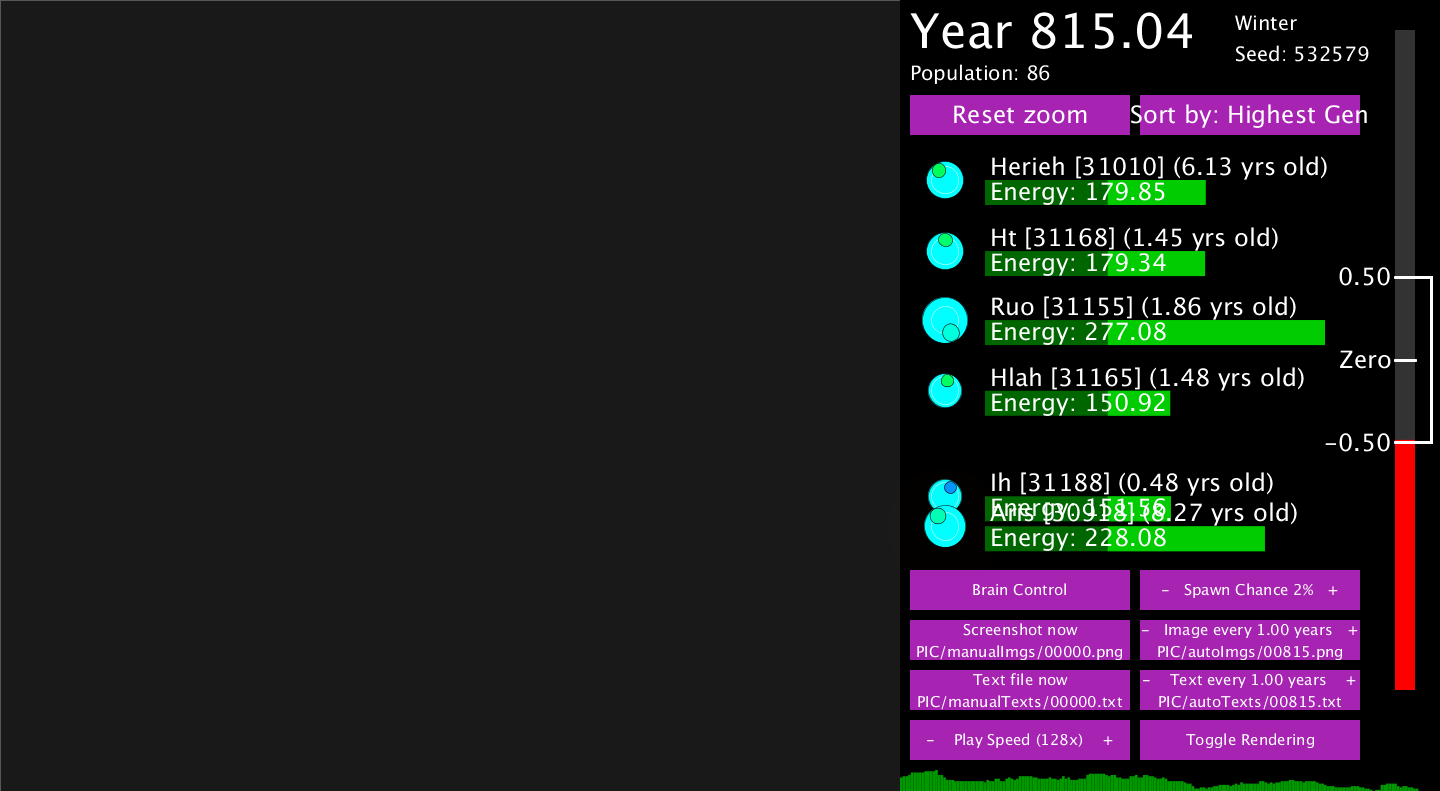 Year 815.04
Winter
Seed: 532579
Population: 86
Reset zoom
Sort by: Highest Gen
Herieh [31010] (6.13 yrs old)
Energy: 179.85
Ht [31168] (1.45 yrs old)
Energy: 179.34
0.50
Ruo [31155] (1.86 yrs old)
Energy: 277.08
Zero
Hlah [31165] (1.48 yrs old)
Energy: 150.92
-0.50
Ih [31188] (0.48 yrs old)
Energy: 151.56
Aris [30918] (8.27 yrs old)
Energy: 228.08
Brain Control
- Spawn Chance 2% +
Screenshot now
PIC/manualImgs/00000.png
- Image every 1.00 years +
PIC/autoImgs/00815.png
Text file now
PIC/manualTexts/00000.txt
- Text every 1.00 years +
PIC/autoTexts/00815.txt
- Play Speed (128x) +
Toggle Rendering